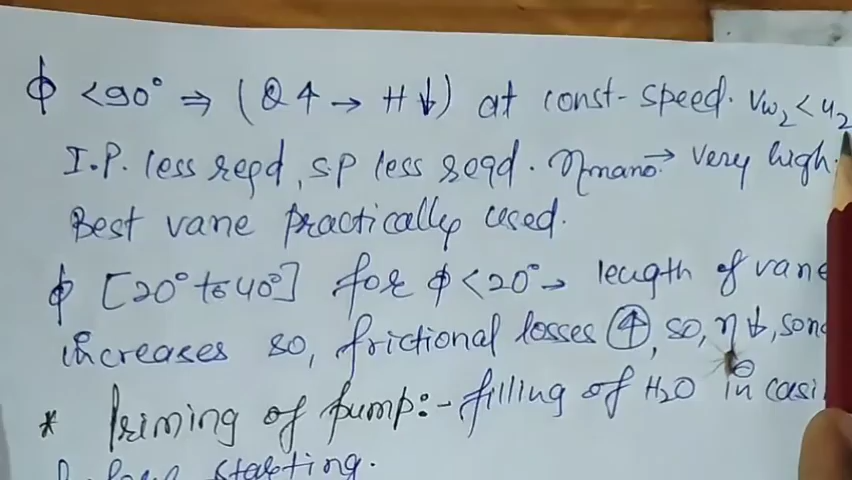 ϕ <90° ⇒ (Q↑ → H↓) at const- speed. Vw₂ < u₂
I.P. less reqd, S.P less reqd. ηmano. → very high.
Best vane practically used.
ϕ [20° to 40°] for ϕ <20° → length of vane
increases so, frictional losses ↑, so, η↓, so
* Priming of pump:- filling of H₂O in casi
starting.